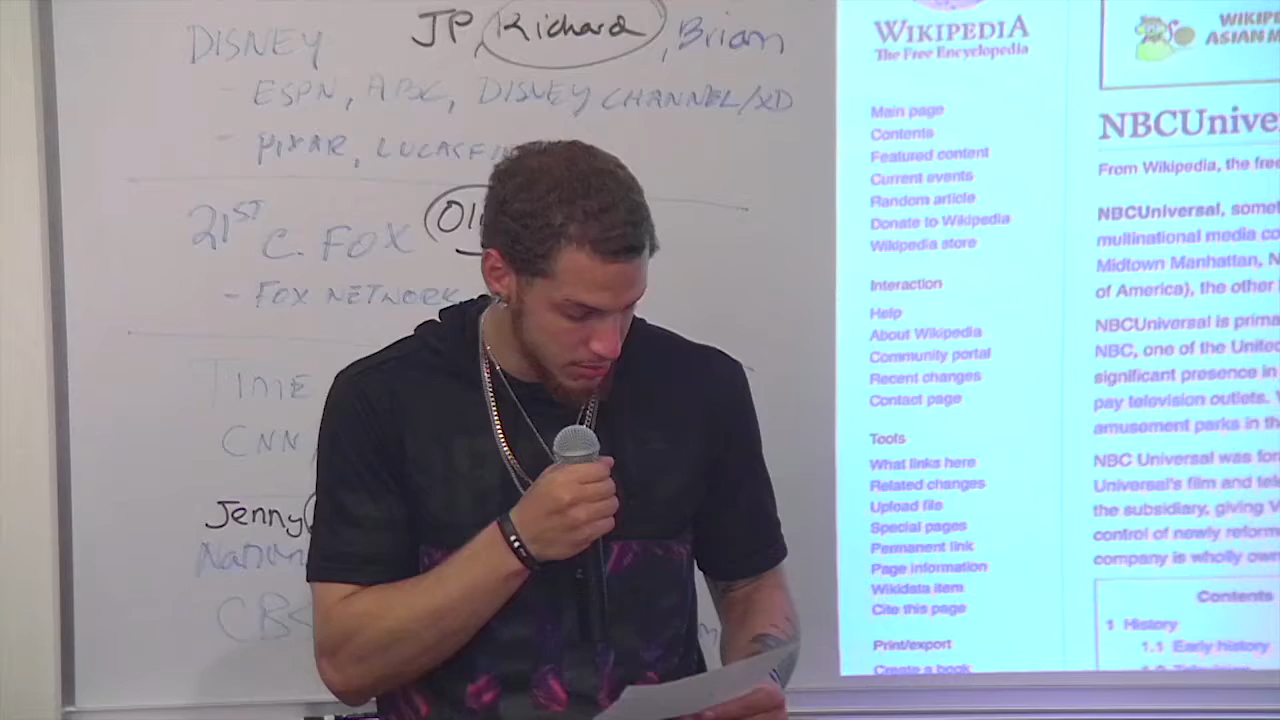 DISNEY JP, Richard, Brian
- ESPN, ABC, DISNEY CHANNEL/XD
- PIXAR,
21ST C. FOX
- FOX NETWORK
TIME
CNN,
Jenny
CBS
WIKIPEDIA
The Free Encyclopedia
Main page
Contents
Featured content
Current events
Random article
Donate to Wikipedia
Wikipedia store
Interaction
Help
About Wikipedia
Community portal
Recent changes
Contact page
Tools
What links here
Related changes
Upload file
Special pages
Permanent link
Page information
Wikidata item
Cite this page
Print/export
Create a book
WIKIP
ASIAN M
NBCUnive
From Wikipedia, the free
NBCUniversal, somet
multinational media co
Midtown Manhattan, N
of America), the other
NBCUniversal is prima
NBC, one of the United
significant presence in
pay television outlets.
amusement parks in th
NBC Universal was for
Universal's film and tel
the subsidiary, giving V
control of newly reform
company is wholly own
Contents
1 History
1.1 Early history